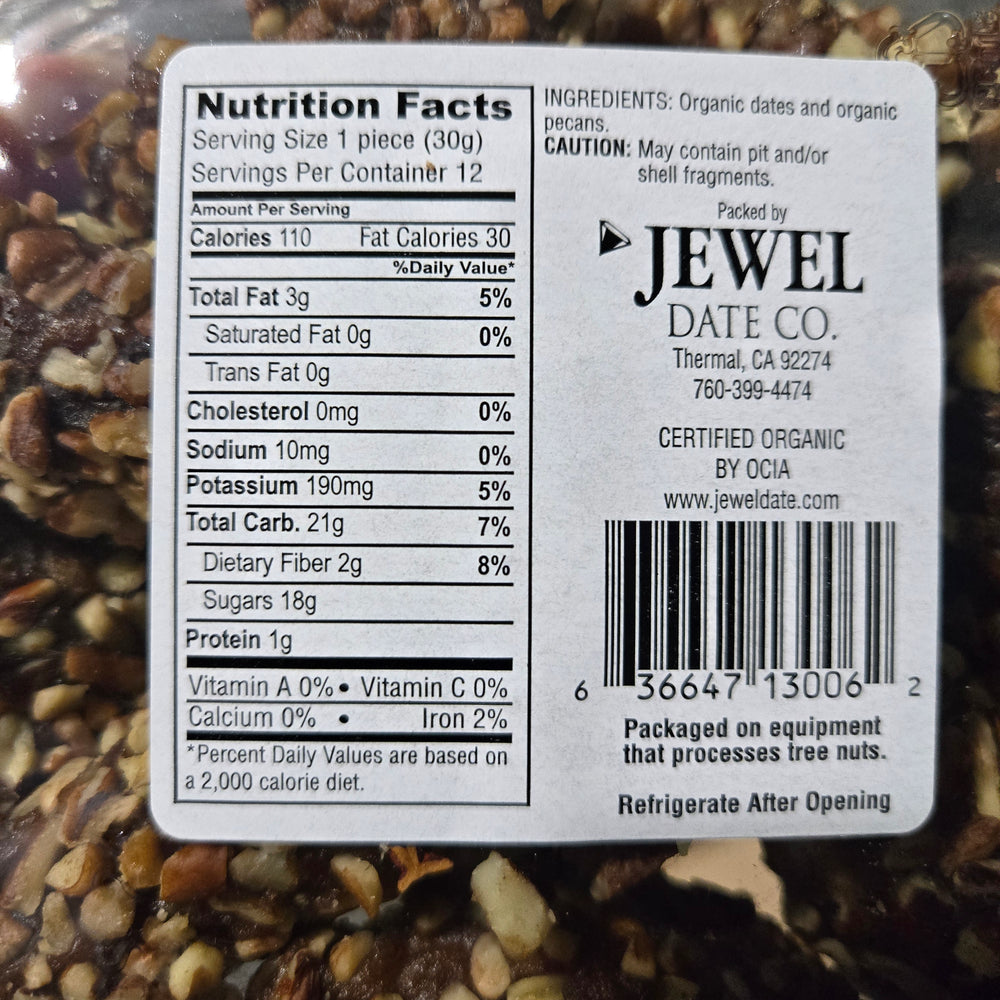 Nutrition Facts
Serving Size 1 piece (30g)
Servings Per Container 12
Amount Per Serving
Calories 110 Fat Calories 30
%Daily Value*
Total Fat 3g 5%
Saturated Fat 0g 0%
Trans Fat 0g
Cholesterol 0mg 0%
Sodium 10mg 0%
Potassium 190mg 5%
Total Carb. 21g 7%
Dietary Fiber 2g 8%
Sugars 18g
Protein 1g
Vitamin A 0% • Vitamin C 0%
Calcium 0% • Iron 2%
*Percent Daily Values are based on
a 2,000 calorie diet.
INGREDIENTS: Organic dates and organic
pecans.
CAUTION: May contain pit and/or
shell fragments.
Packed by
JEWEL
DATE CO.
Thermal, CA 92274
760-399-4474
CERTIFIED ORGANIC
BY OCIA
www.jeweldate.com
6 36647 13006 2
Packaged on equipment
that processes tree nuts.
Refrigerate After Opening